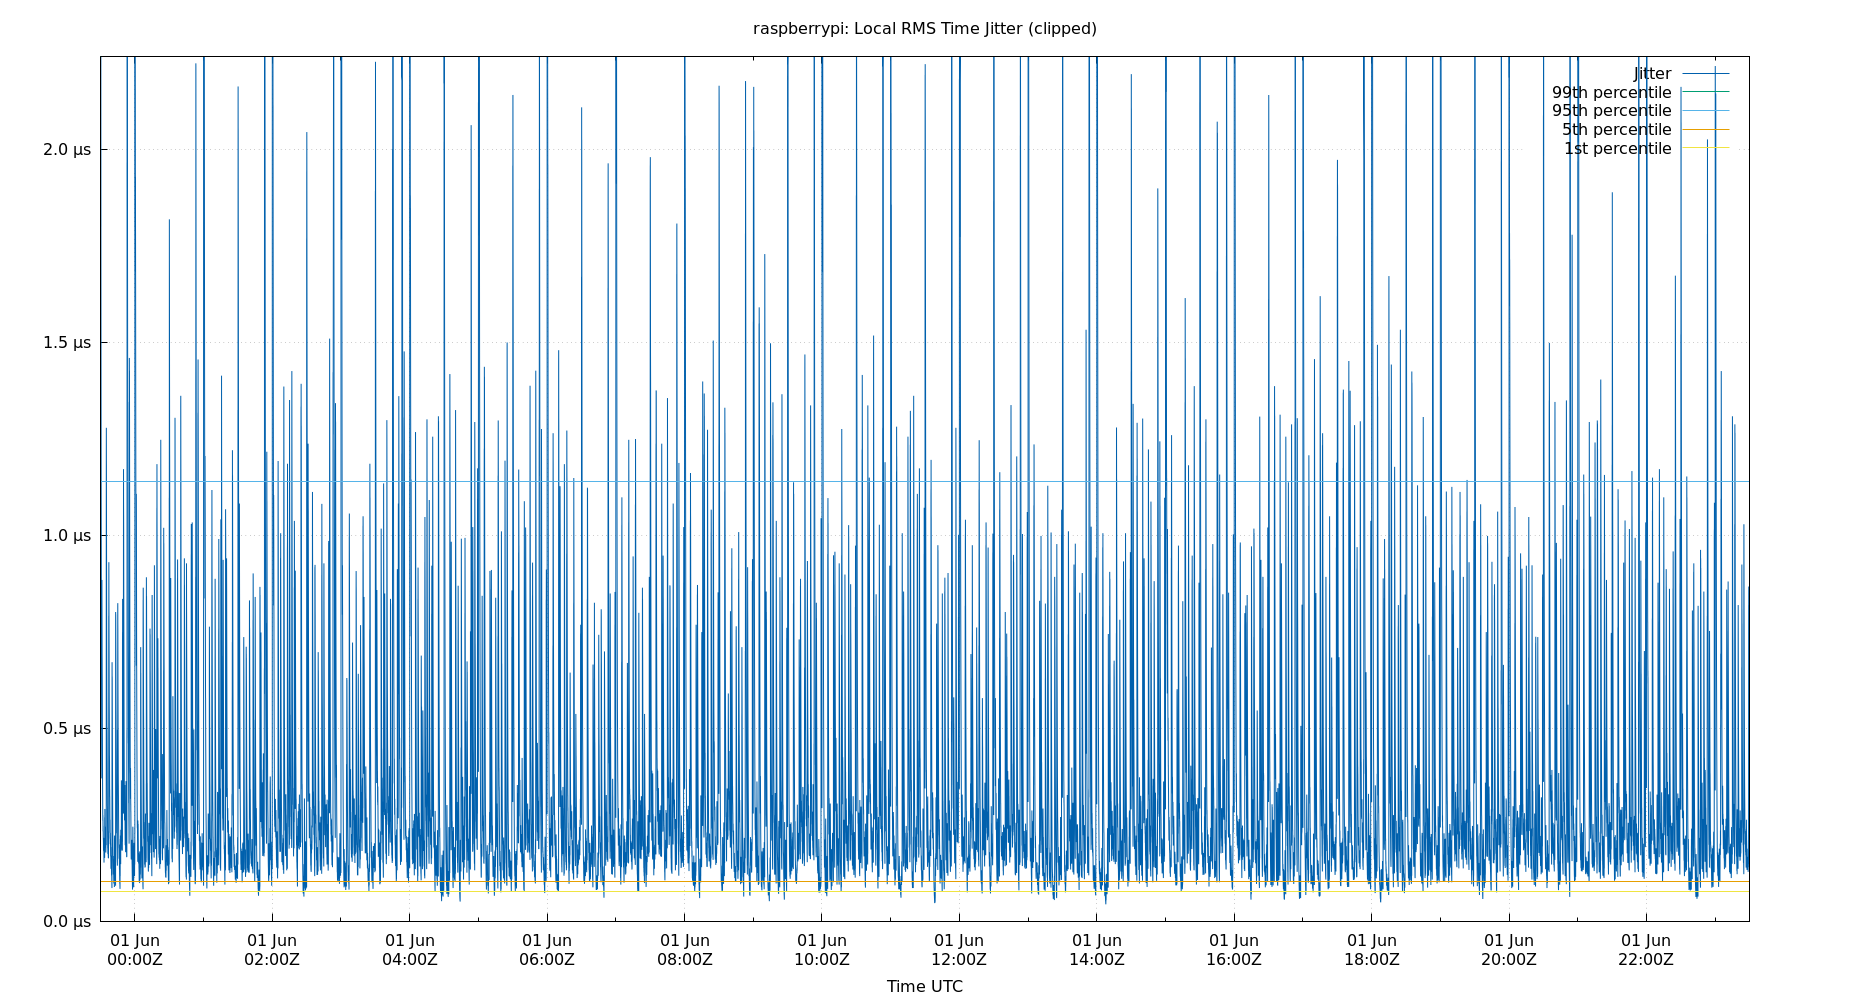 raspberrypi: Local RMS Time Jitter (clipped)
Jitter
99th percentile
95th percentile
5th percentile
1st percentile
2.0 µs
1.5 µs
1.0 µs
0.5 µs
0.0 µs
01 Jun 01 Jun 01 Jun 01 Jun 01 Jun 01 Jun 01 Jun 01 Jun 01 Jun 01 Jun 01 Jun 01 Jun
00:00Z 02:00Z 04:00Z 06:00Z 08:00Z 10:00Z 12:00Z 14:00Z 16:00Z 18:00Z 20:00Z 22:00Z
Time UTC